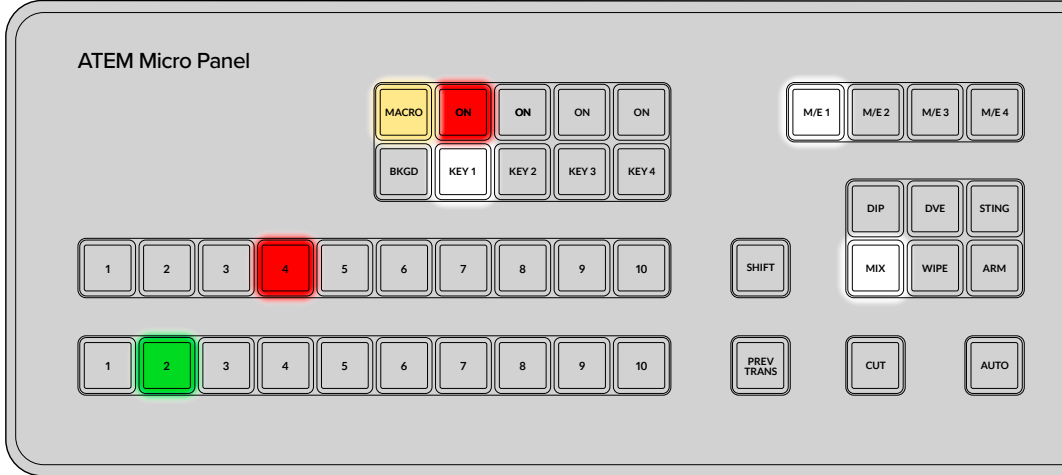 ATEM Micro Panel
MACRO ON ON ON ON M/E 1 M/E 2 M/E 3 M/E 4
BKGD KEY 1 KEY 2 KEY 3 KEY 4
DIP DVE STING
1 2 3 4 5 6 7 8 9 10 SHIFT MIX WIPE ARM
1 2 3 4 5 6 7 8 9 10 PREV TRANS CUT AUTO